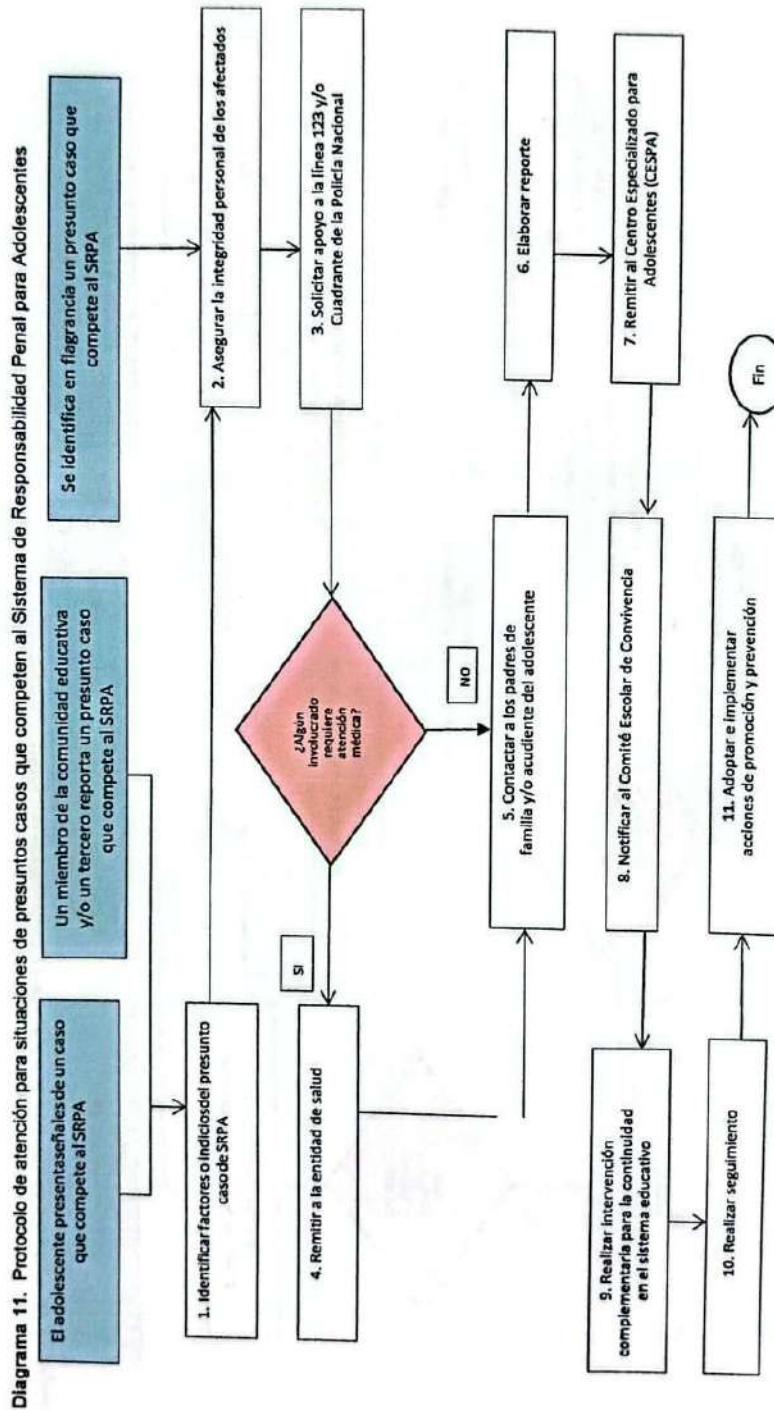 Diagrama 11. Protocolo de atención para situaciones de presuntos casos que competen al Sistema de Responsabilidad Penal para Adolescentes
El adolescente presentaseñales de un caso
que compete al SRPA
Un miembro de la comunidad educativa
y/o un tercero reporta un presunto caso
que compete al SRPA
Se identifica en flagrancia un presunto caso que
compete al SRPA
1. Identificar factores o indiciosdel presunto
caso de SRPA
2. Asegurar la integridad personal de los afectados
3. Solicitar apoyo a la línea 123 y/o
Cuadrante de la Policía Nacional
¿Algún
involucrado
requiere
atención
médica?
SI
NO
4. Remitir a la entidad de salud
5. Contactar a los padres de
familia y/o acudiente del adolescente
6. Elaborar reporte
7. Remitir al Centro Especializado para
Adolescentes (CESPA)
8. Notificar al Comité Escolar de Convivencia
9. Realizar intervención
complementaria para la continuidad
en el sistema educativo
10. Realizar seguimiento
11. Adoptar e implementar
acciones de promoción y prevención
Fin